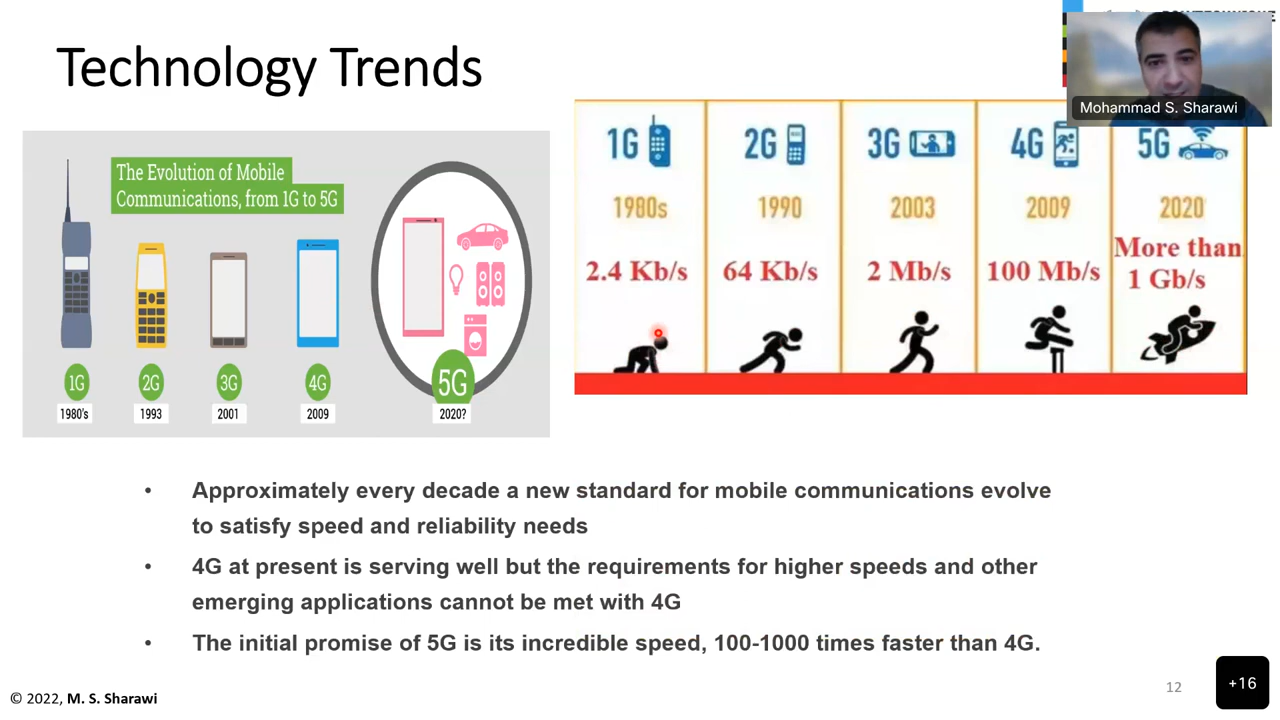 Technology Trends
Mohammad S. Sharawi
The Evolution of Mobile
Communications, from 1G to 5G
1G
2G
3G
4G
5G
1980's
1993
2001
2009
2020?
1G
2G
3G
4G
5G
1980s
1990
2003
2009
2020
2.4 Kb/s
64 Kb/s
2 Mb/s
100 Mb/s
More than
1 Gb/s
• Approximately every decade a new standard for mobile communications evolve
to satisfy speed and reliability needs
• 4G at present is serving well but the requirements for higher speeds and other
emerging applications cannot be met with 4G
• The initial promise of 5G is its incredible speed, 100-1000 times faster than 4G.
© 2022, M. S. Sharawi
12
+16